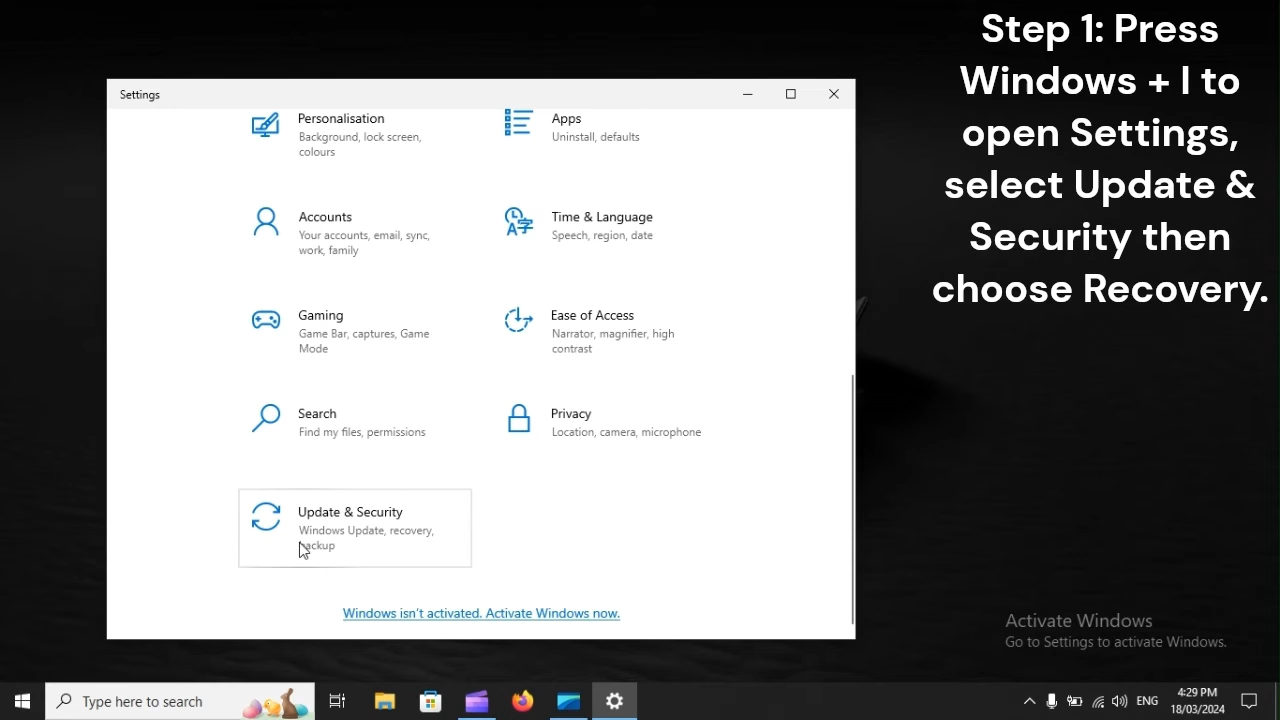 Step 1: Press
Windows + I to
open Settings,
select Update &
Security then
choose Recovery.
Settings
Personalisation
Background, lock screen,
colours
Apps
Uninstall, defaults
Accounts
Your accounts, email, sync,
work, family
Time & Language
Speech, region, date
Gaming
Game Bar, captures, Game
Mode
Ease of Access
Narrator, magnifier, high
contrast
Search
Find my files, permissions
Privacy
Location, camera, microphone
Update & Security
Windows Update, recovery,
backup
Windows isn't activated. Activate Windows now.
Activate Windows
Go to Settings to activate Windows.
Type here to search
ENG
4:29 PM
18/03/2024